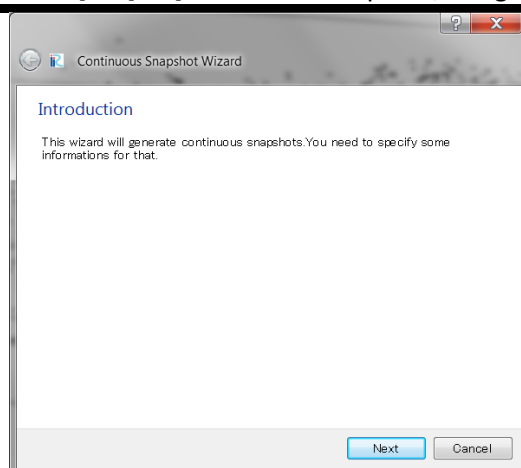 Continuous Snapshot Wizard
Introduction
This wizard will generate continuous snapshots.You need to specify some
informations for that.
Next
Cancel